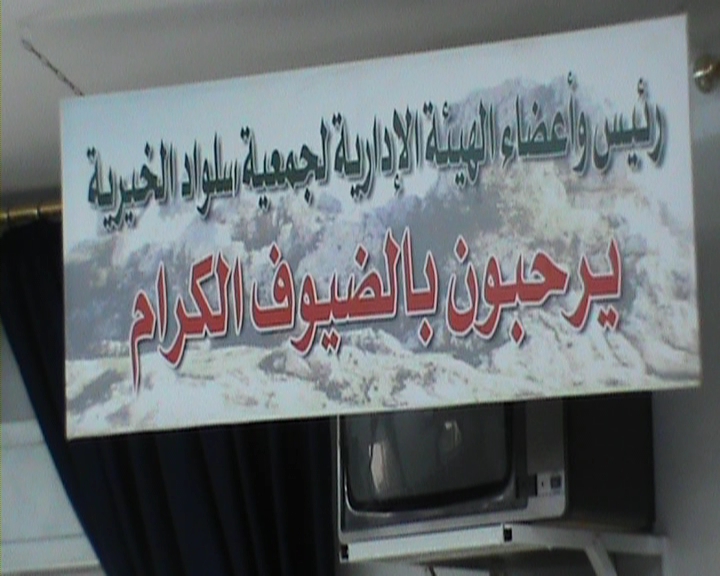 رئيس وأعضاء الهيئة الإدارية لجمعية سلواد الخيرية
يرحبون بالضيوف الكرام